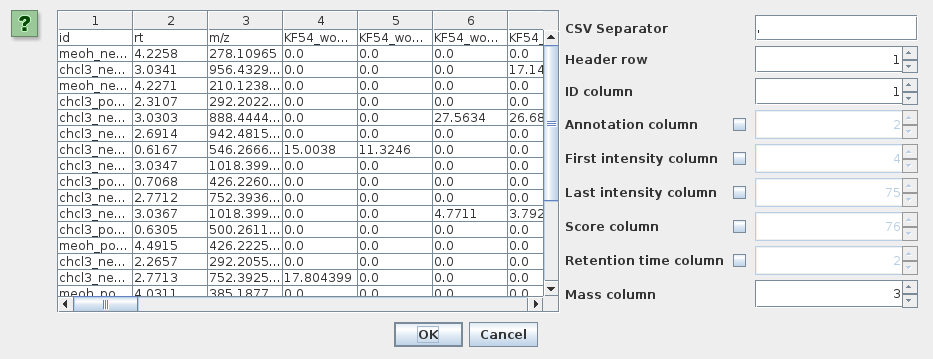 ?
1 2 3 4 5 6
id rt m/z KF54_wo... KF54_wo... KF54_wo... KF54_
meoh_ne... 4.2258 278.10965 0.0 0.0 0.0 0.0
chcl3_ne... 3.0341 956.4329... 0.0 0.0 0.0 17.14
meoh_ne... 4.2271 210.1238... 0.0 0.0 0.0 0.0
chcl3_po... 2.3107 292.2022... 0.0 0.0 0.0 0.0
chcl3_ne... 3.0303 888.4444... 0.0 0.0 27.5634 26.68
chcl3_ne... 2.6914 942.4815... 0.0 0.0 0.0 0.0
chcl3_ne... 0.6167 546.2666... 15.0038 11.3246 0.0 0.0
chcl3_ne... 3.0347 1018.399... 0.0 0.0 0.0 0.0
chcl3_po... 0.7068 426.2260... 0.0 0.0 0.0 0.0
chcl3_ne... 2.7712 752.3936... 0.0 0.0 0.0 0.0
chcl3_ne... 3.0367 1018.399... 0.0 0.0 4.7711 3.792
chcl3_po... 0.6305 500.2611... 0.0 0.0 0.0 0.0
meoh_po... 4.4915 426.2225... 0.0 0.0 0.0 0.0
chcl3_ne... 2.2657 292.2055... 0.0 0.0 0.0 0.0
chcl3_ne... 2.7713 752.3925... 17.804399 0.0 0.0 0.0
meoh_po... 4.0311 385.1877... 0.0 0.0 0.0 0.0
CSV Separator ,
Header row 1
ID column 1
Annotation column 2
First intensity column 4
Last intensity column 75
Score column 76
Retention time column 2
Mass column 3
OK Cancel